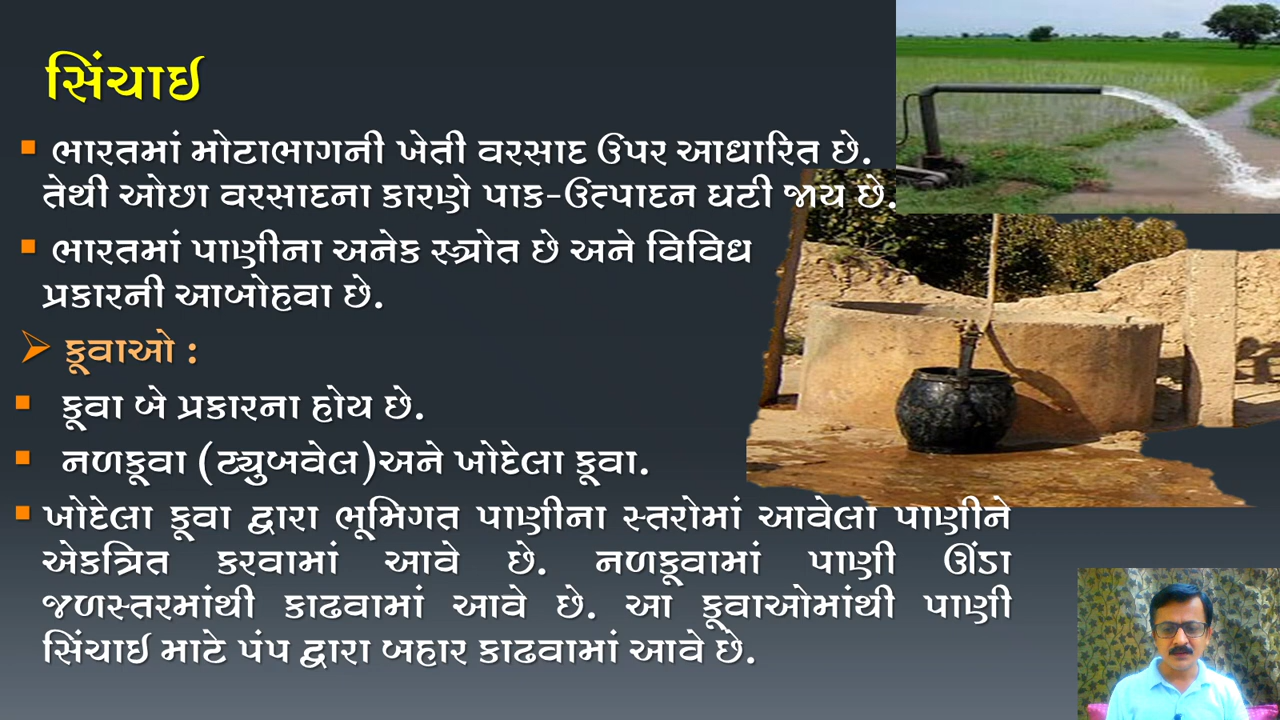 સિંચાઈ
▪ ભારતમાં મોટાભાગની ખેતી વરસાદ ઉપર આધારિત છે.
તેથી ઓછા વરસાદના કારણે પાક-ઉત્પાદન ઘટી જાય છે.
▪ ભારતમાં પાણીના અનેક સ્ત્રોત છે અને વિવિધ
પ્રકારની આબોહવા છે.
➢ કૂવાઓ :
▪ કૂવા બે પ્રકારના હોય છે.
▪ નળકૂવા (ટ્યુબવેલ)અને ખોદેલા કૂવા.
▪ ખોદેલા કૂવા દ્વારા ભૂમિગત પાણીના સ્તરોમાં આવેલા પાણીને
એકત્રિત કરવામાં આવે છે. નળકૂવામાં પાણી ઊંડા
જળસ્તરમાંથી કાઢવામાં આવે છે. આ કૂવાઓમાંથી પાણી
સિંચાઈ માટે પંપ દ્વારા બહાર કાઢવામાં આવે છે.